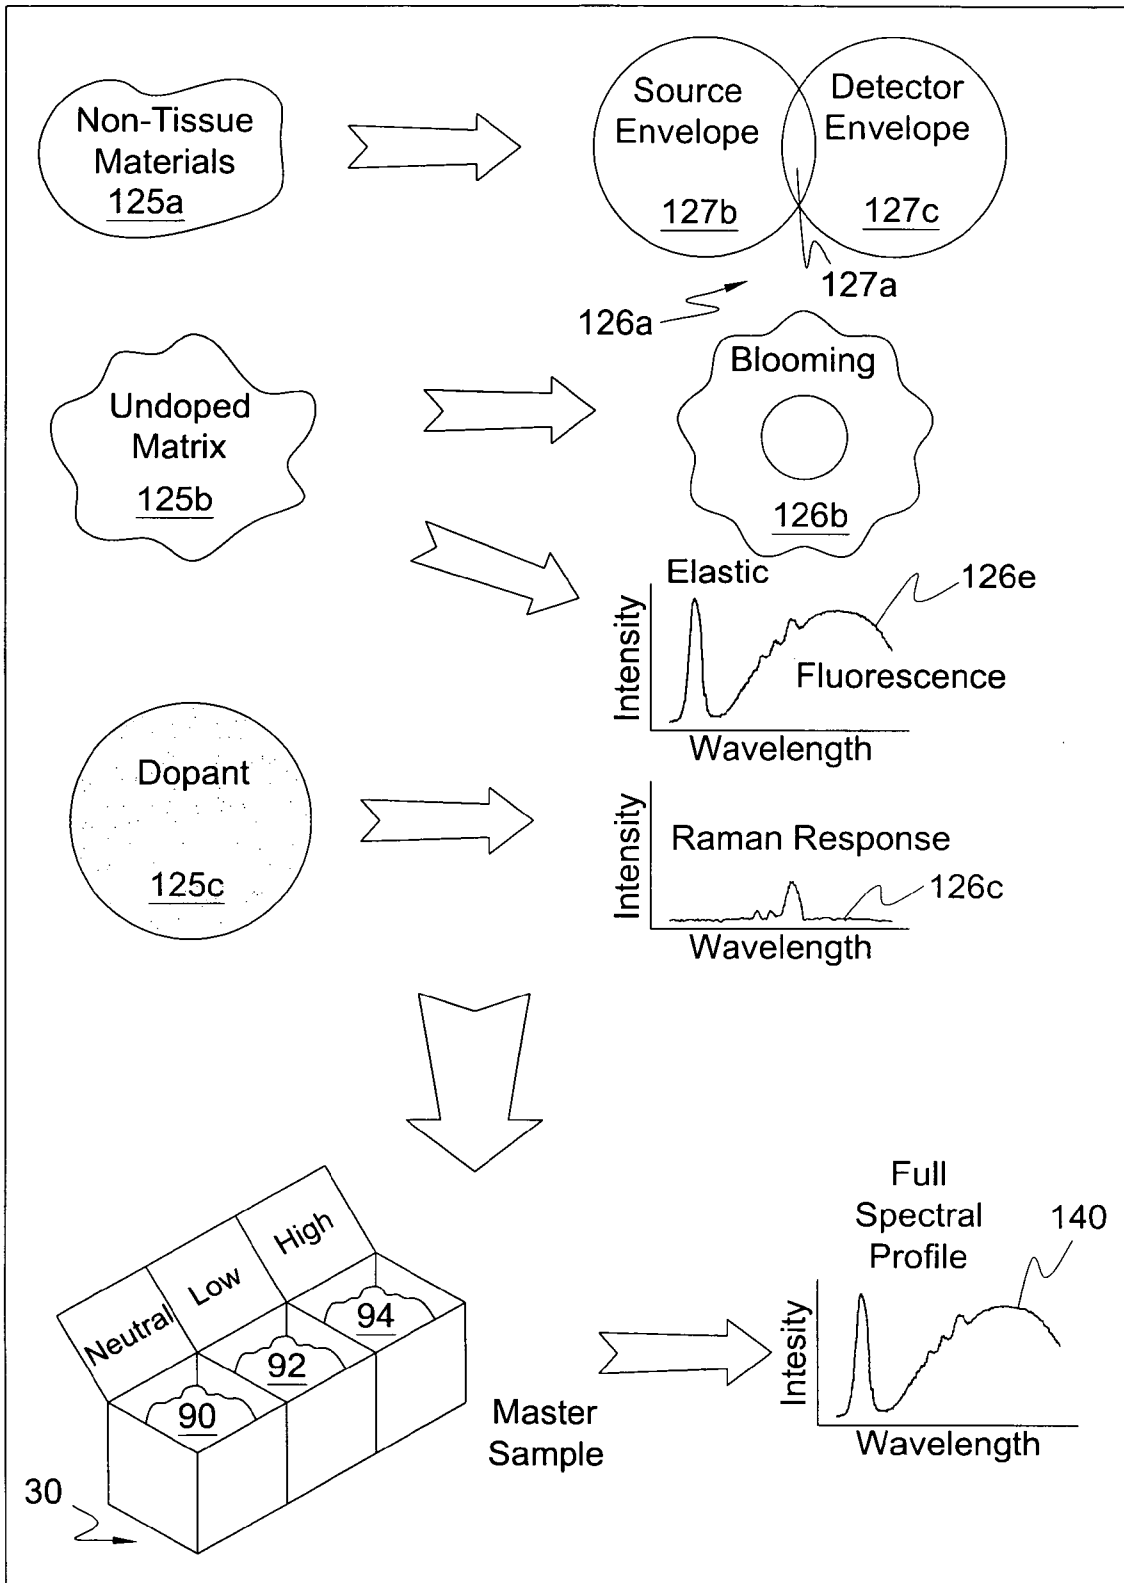 Non-Tissue
Materials
125a
Source
Envelope
127b
Detector
Envelope
127c
127a
126a
Undoped
Matrix
125b
Blooming
126b
Elastic
126e
Intensity
Fluorescence
Wavelength
Dopant
125c
Intensity
Raman Response
126c
Wavelength
Neutral
Low
High
90
92
94
30
Master
Sample
Full
Spectral
Profile
140
Intesity
Wavelength